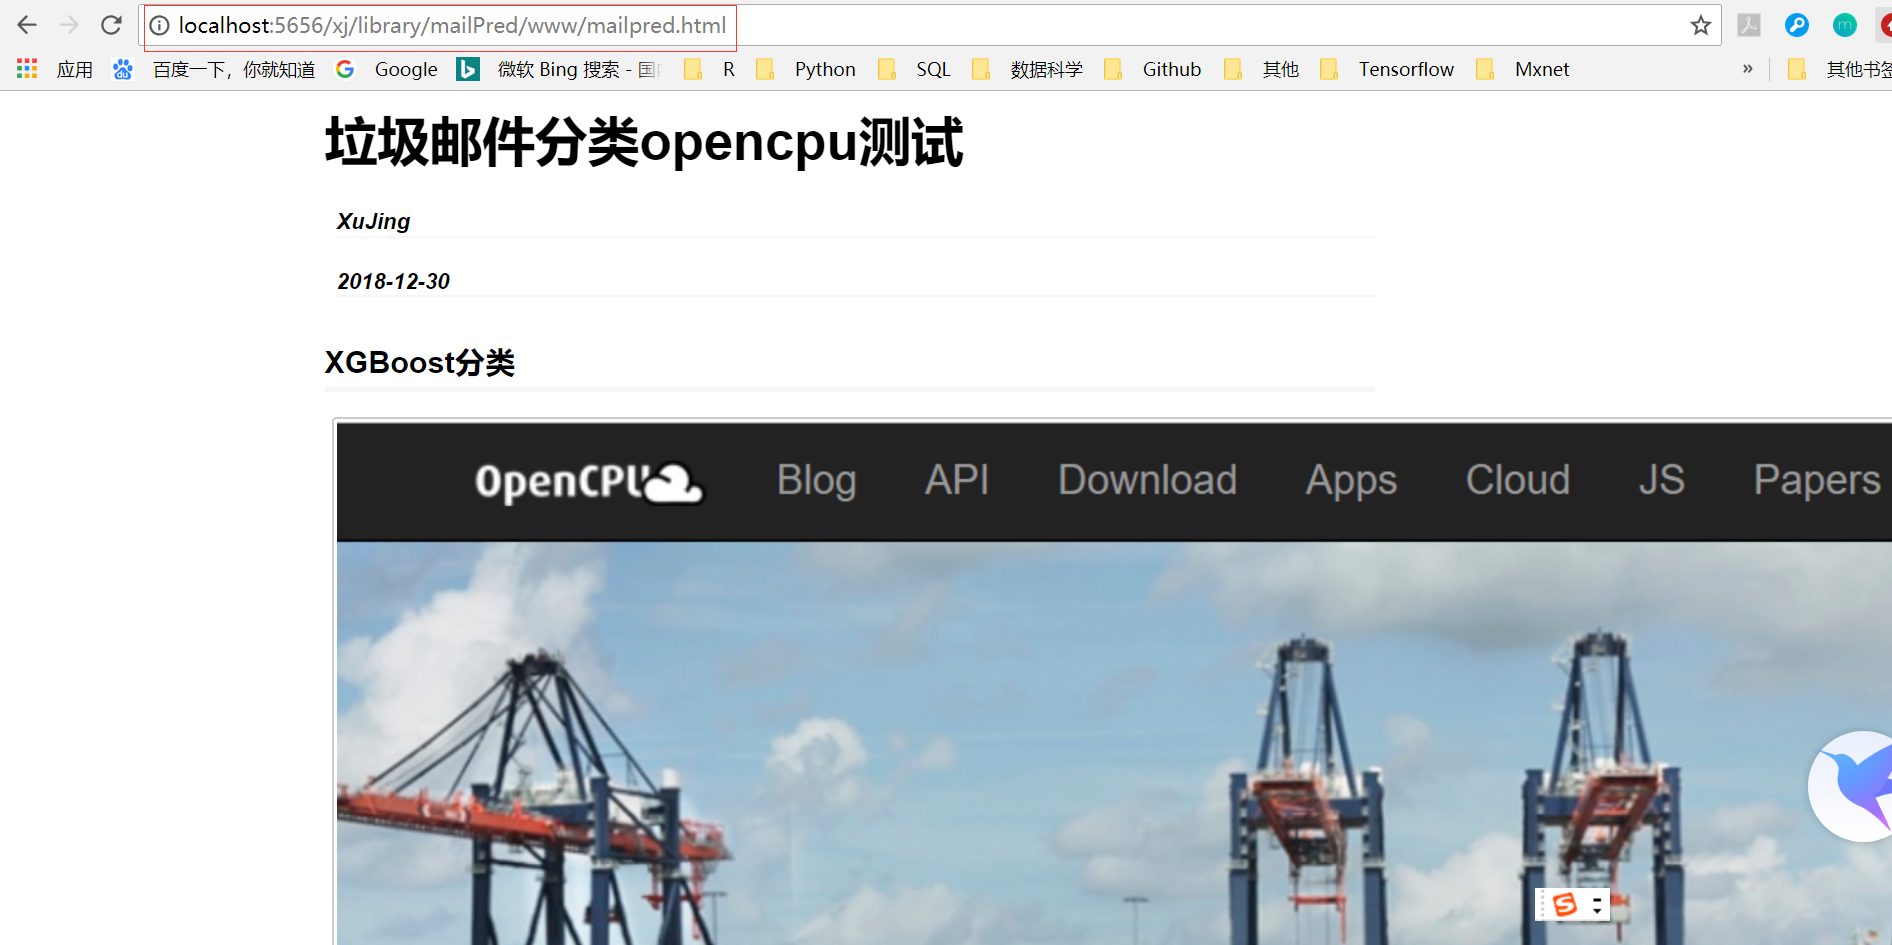 localhost:5656/xj/library/mailPred/www/mailpred.html
应用 百度一下，你就知道 Google 微软 Bing 搜索 - 国 R Python SQL 数据科学 Github 其他 Tensorflow Mxnet » 其他书签
垃圾邮件分类opencpu测试
XuJing
2018-12-30
XGBoost分类
OpenCPU Blog API Download Apps Cloud JS Papers